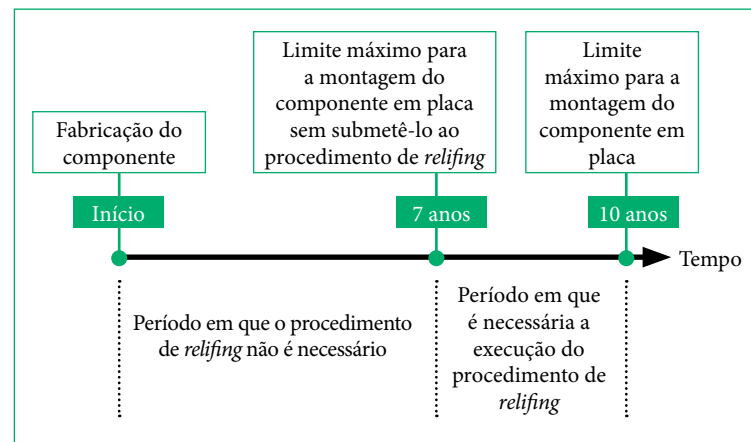 Fabricação do
componente
Limite máximo para
a montagem do
componente em placa
sem submetê-lo ao
procedimento de relifing
Limite
máximo para a
montagem do
componente em
placa
Início
7 anos
10 anos
Tempo
Período em que o procedimento
de relifing não é necessário
Período em que
é necessária a
execução do
procedimento de
relifing